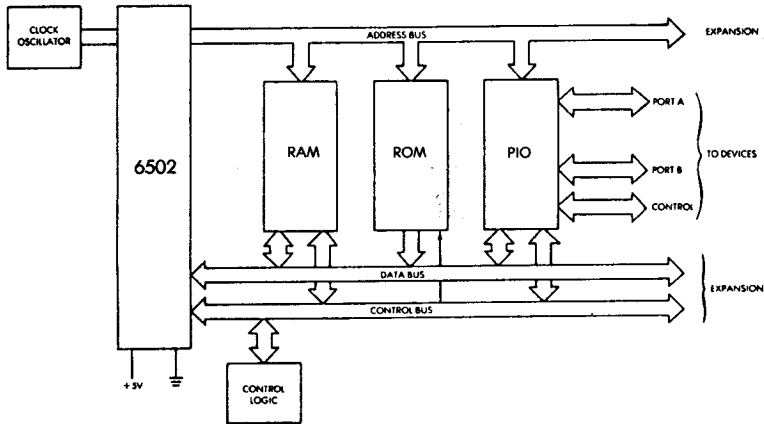 CLOCK
OSCILLATOR
ADDRESS BUS
EXPANSION
6502
RAM
ROM
PIO
PORT A
TO DEVICES
PORT B
CONTROL
DATA BUS
EXPANSION
CONTROL BUS
+5V
CONTROL
LOGIC